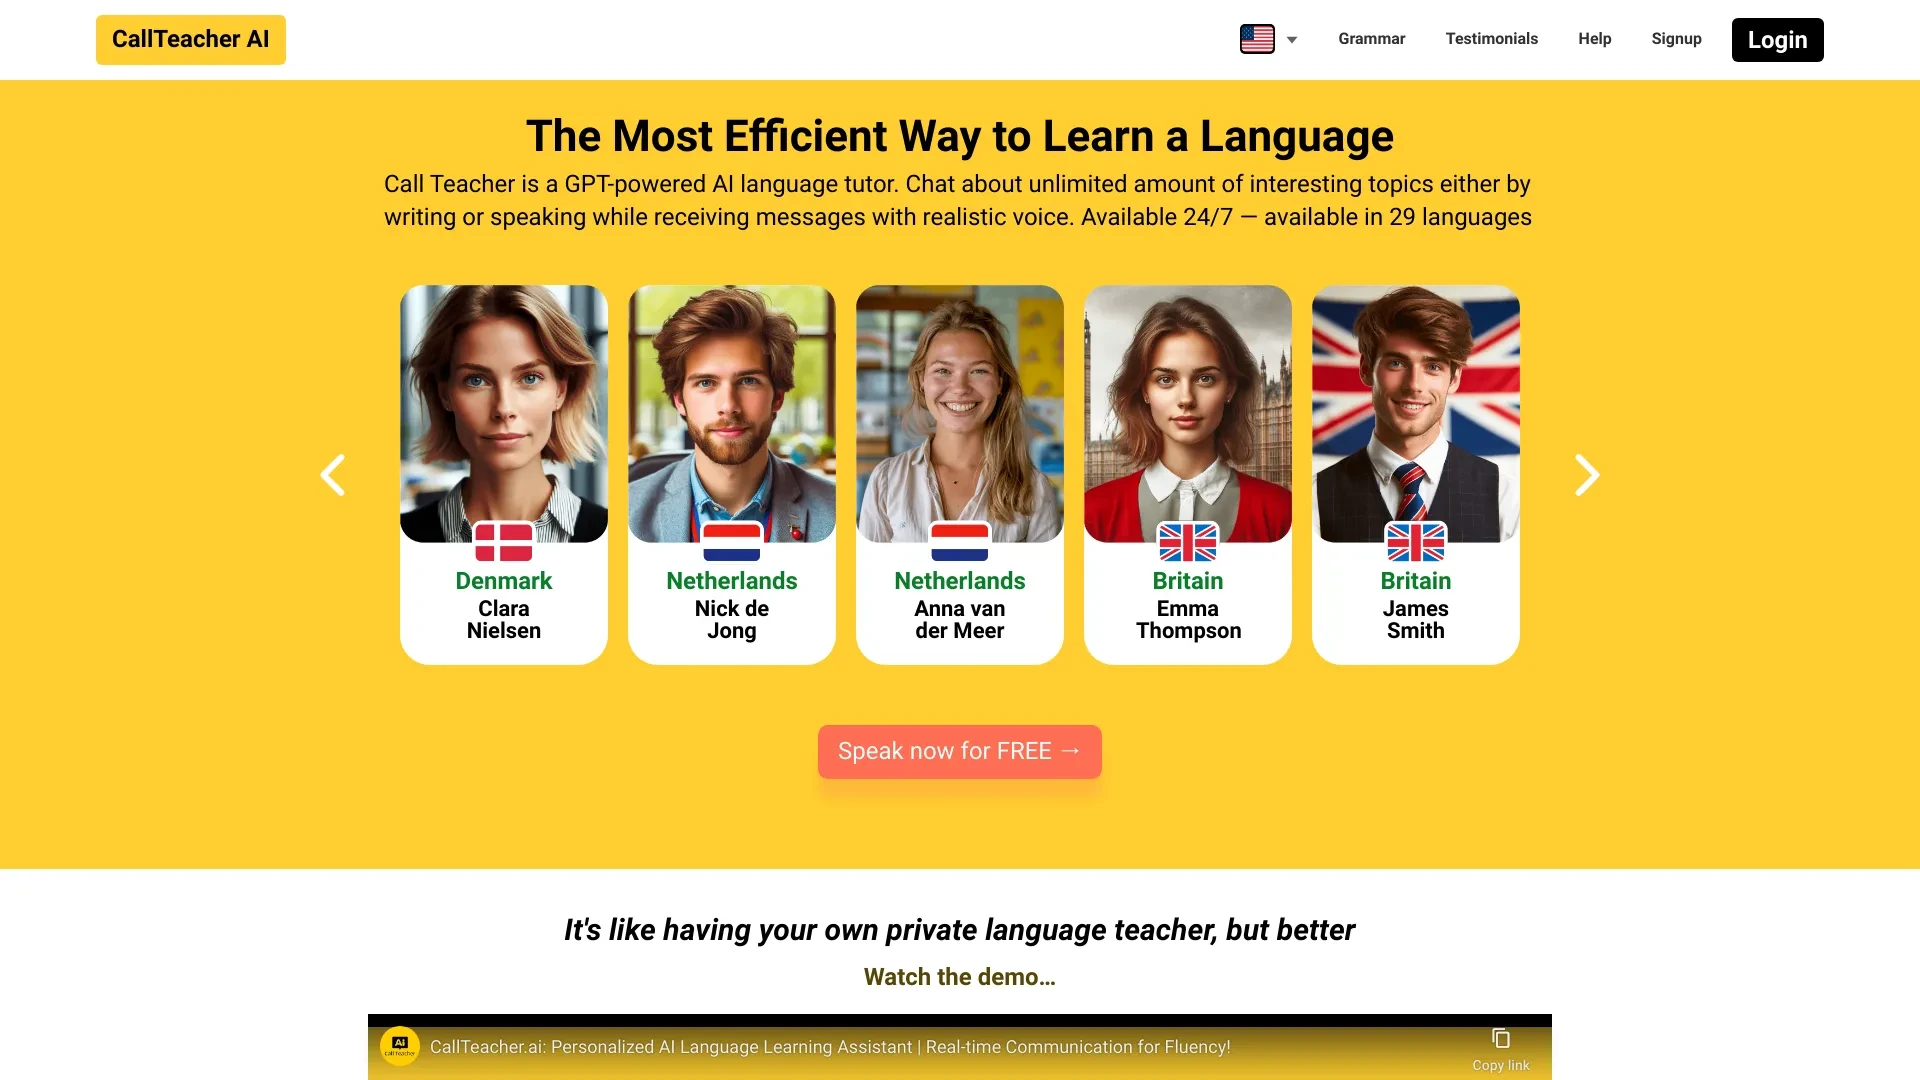 CallTeacher AI
Grammar
Testimonials
Help
Signup
Login
The Most Efficient Way to Learn a Language
Call Teacher is a GPT-powered AI language tutor. Chat about unlimited amount of interesting topics either by
writing or speaking while receiving messages with realistic voice. Available 24/7 — available in 29 languages
Denmark
Clara
Nielsen
Netherlands
Nick de
Jong
Netherlands
Anna van
der Meer
Britain
Emma
Thompson
Britain
James
Smith
Speak now for FREE →
It's like having your own private language teacher, but better
Watch the demo...
Ai
Call Teacher
CallTeacher.ai: Personalized AI Language Learning Assistant | Real-time Communication for Fluency!
Copy link